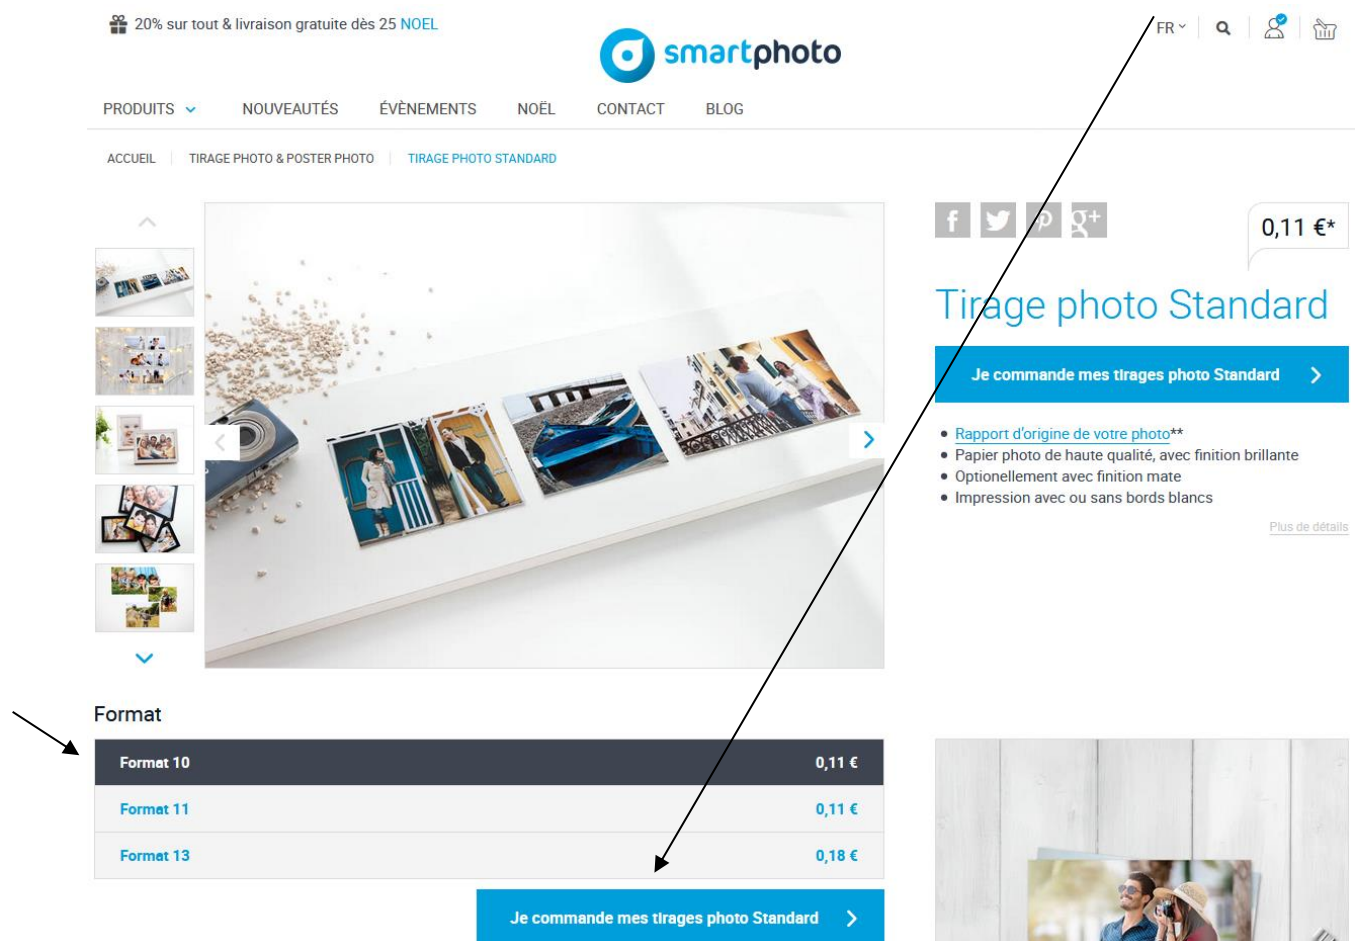 20% sur tout & livraison gratuite dès 25 NOEL
FR
smartphoto
PRODUITS NOUVEAUTÉS ÉVÈNEMENTS NOËL CONTACT BLOG
ACCUEIL TIRAGE PHOTO & POSTER PHOTO TIRAGE PHOTO STANDARD
0,11 €*
Tirage photo Standard
Je commande mes tirages photo Standard
Rapport d'origine de votre photo**
Papier photo de haute qualité, avec finition brillante
Optionellement avec finition mate
Impression avec ou sans bords blancs
Plus de détails
Format
Format 10 0,11 €
Format 11 0,11 €
Format 13 0,18 €
Je commande mes tirages photo Standard